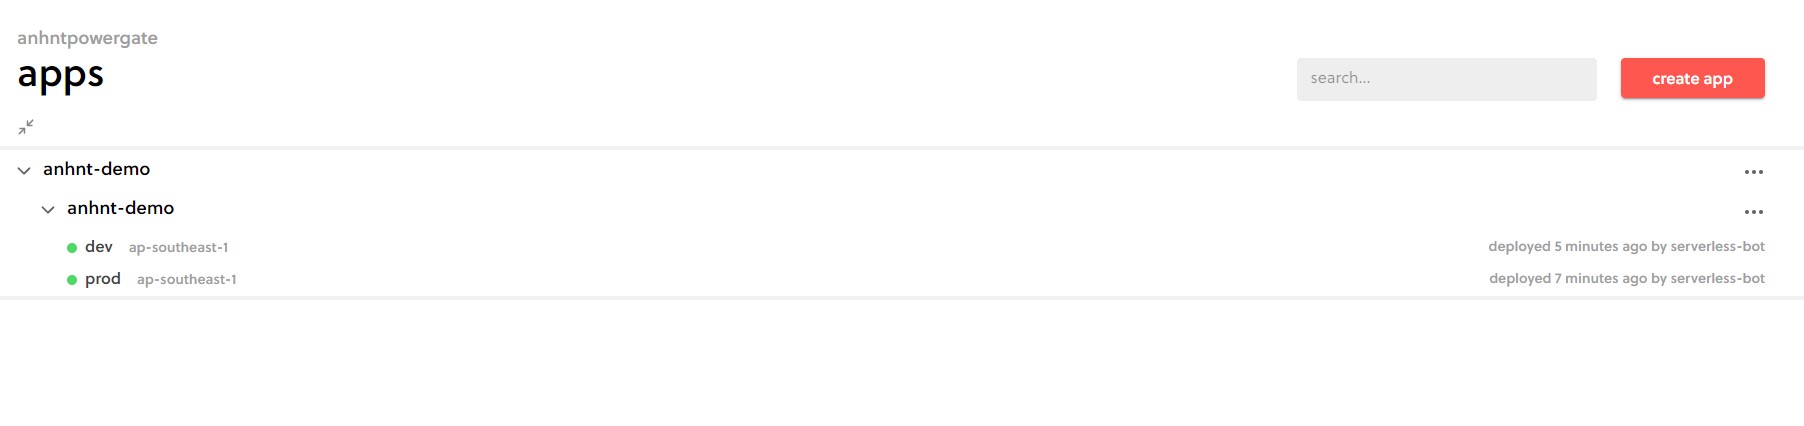 anhntpowergate
apps
search...
create app
anhnt-demo
anhnt-demo
dev ap-southeast-1 deployed 5 minutes ago by serverless-bot
prod ap-southeast-1 deployed 7 minutes ago by serverless-bot